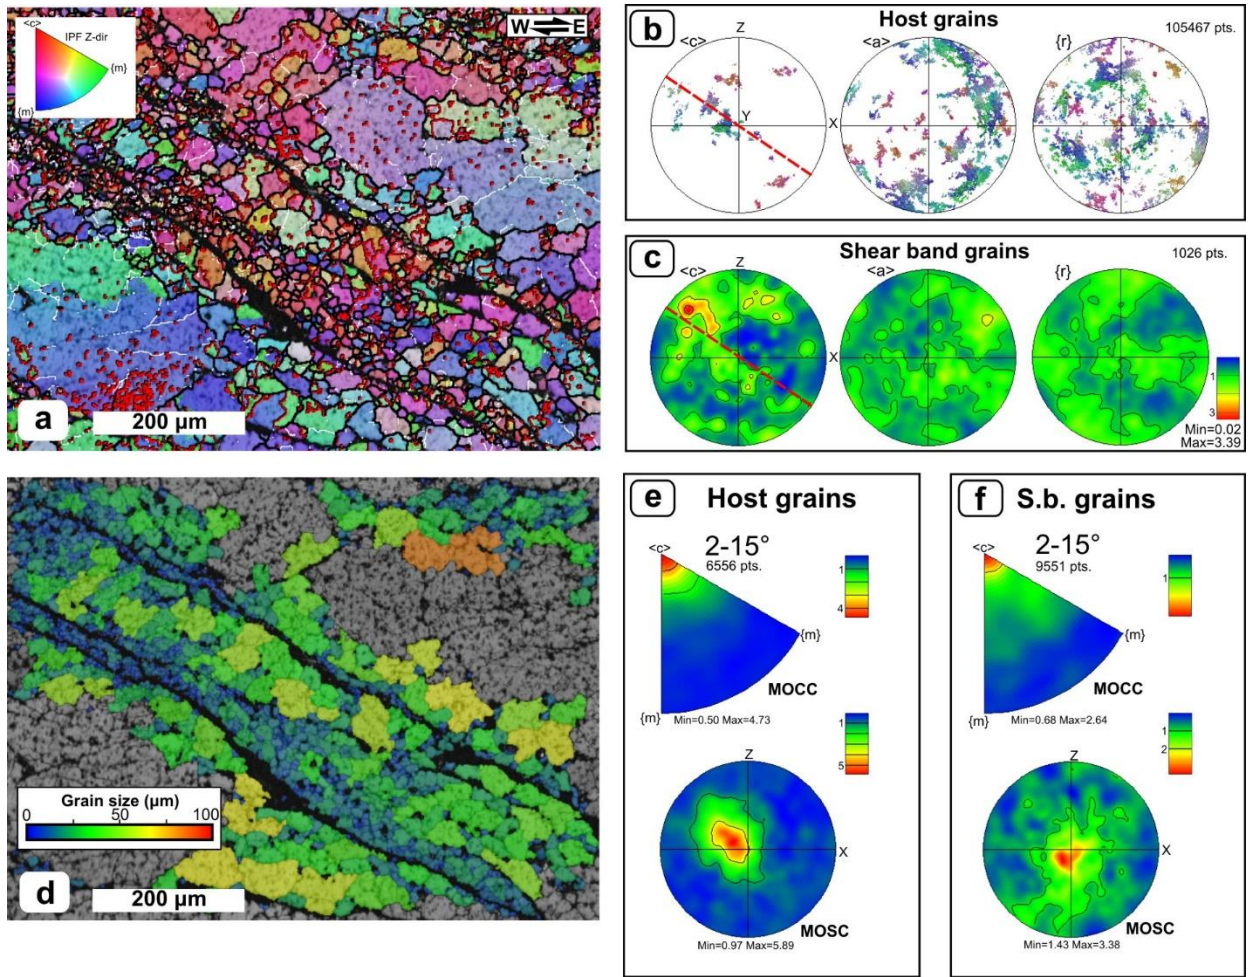 W E
<c> IPF Z-dir
{m}
{m}
a
200 µm
b Host grains
105467 pts.
<c> Z <a> {r}
Y
X
c Shear band grains
1026 pts.
<c> Z <a> {r}
X
1
3
Min=0.02
Max=3.39
d
Grain size (µm)
0 50 100
200 µm
e Host grains
2-15°
6556 pts.
<c>
1
4
{m}
MOCC
{m}
Min=0.50 Max=4.73
1
5
Z
X
MOSC
Min=0.97 Max=5.89
f S.b. grains
2-15°
9551 pts.
<c>
1
{m}
MOCC
{m}
Min=0.68 Max=2.64
1
2
Z
X
MOSC
Min=1.43 Max=3.38